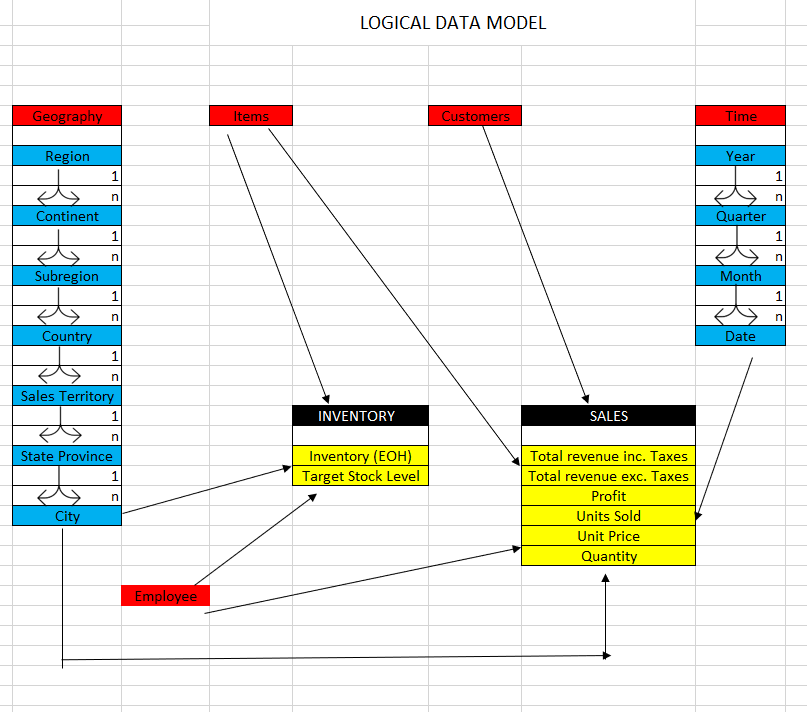 LOGICAL DATA MODEL
Geography
Items
Customers
Time
Region
Year
1
1
n
n
Continent
Quarter
1
1
n
n
Subregion
Month
1
1
n
n
Country
Date
1
n
Sales Territory
1
INVENTORY
SALES
n
State Province
Inventory (EOH)
Total revenue inc. Taxes
1
Target Stock Level
Total revenue exc. Taxes
n
Profit
City
Units Sold
Unit Price
Quantity
Employee